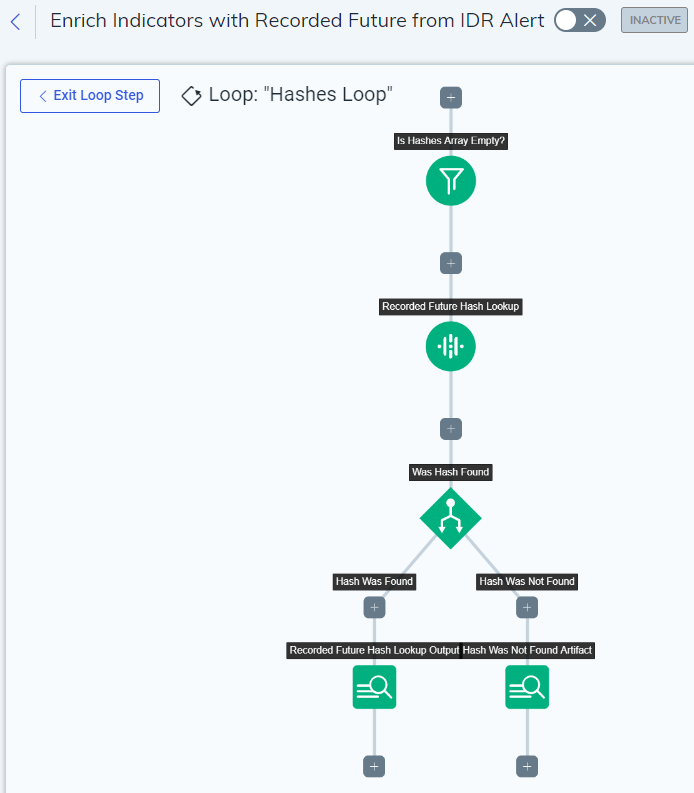 Enrich Indicators with Recorded Future from IDR Alert
INACTIVE
Exit Loop Step
Loop: "Hashes Loop"
Is Hashes Array Empty?
Recorded Future Hash Lookup
Was Hash Found
Hash Was Found
Hash Was Not Found
Recorded Future Hash Lookup Output
Hash Was Not Found Artifact